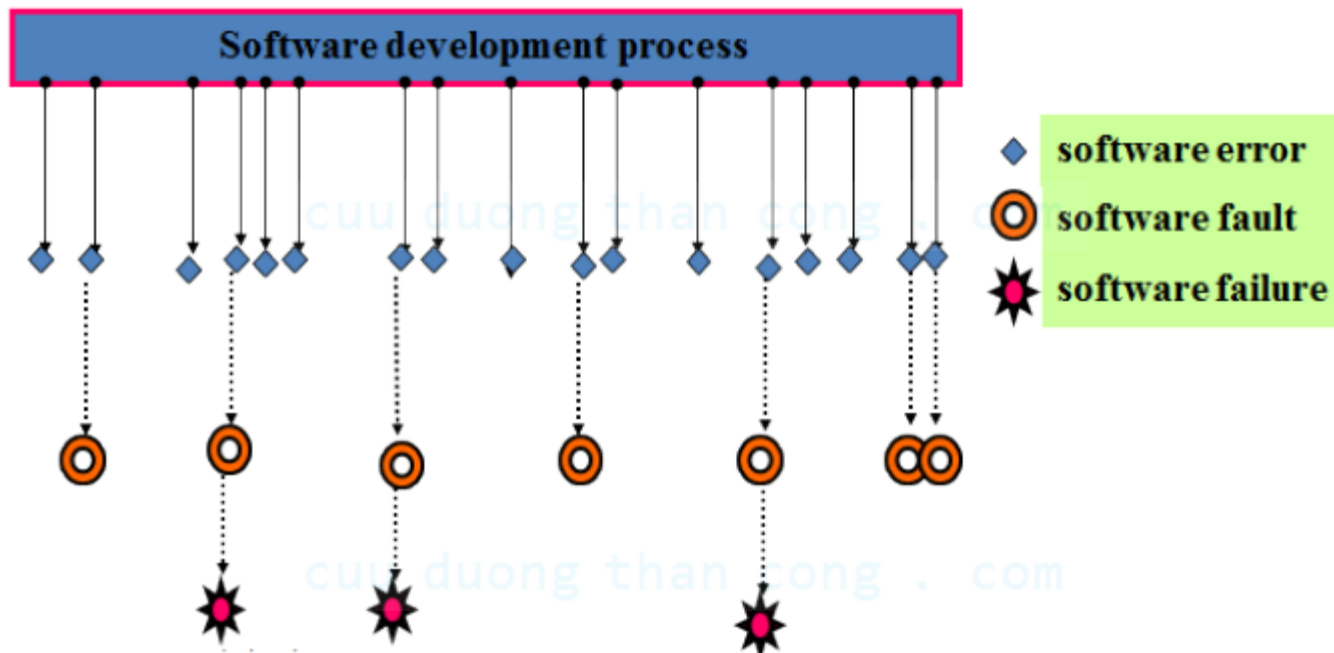 Software development process
software error
cuu duong than cong . com
software fault
software failure
cuu duong than cong . com